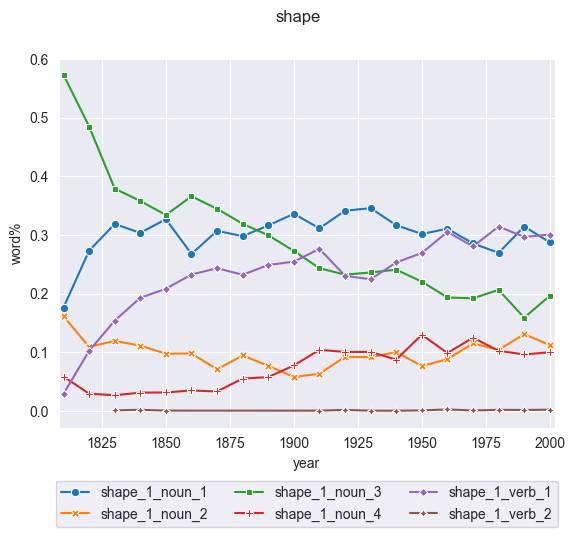 shape
0.6
0.5
0.4
0.3
0.2
0.1
0.0
word%
1825 1850 1875 1900 1925 1950 1975 2000
year
shape_1_noun_1 shape_1_noun_3 shape_1_verb_1
shape_1_noun_2 shape_1_noun_4 shape_1_verb_2